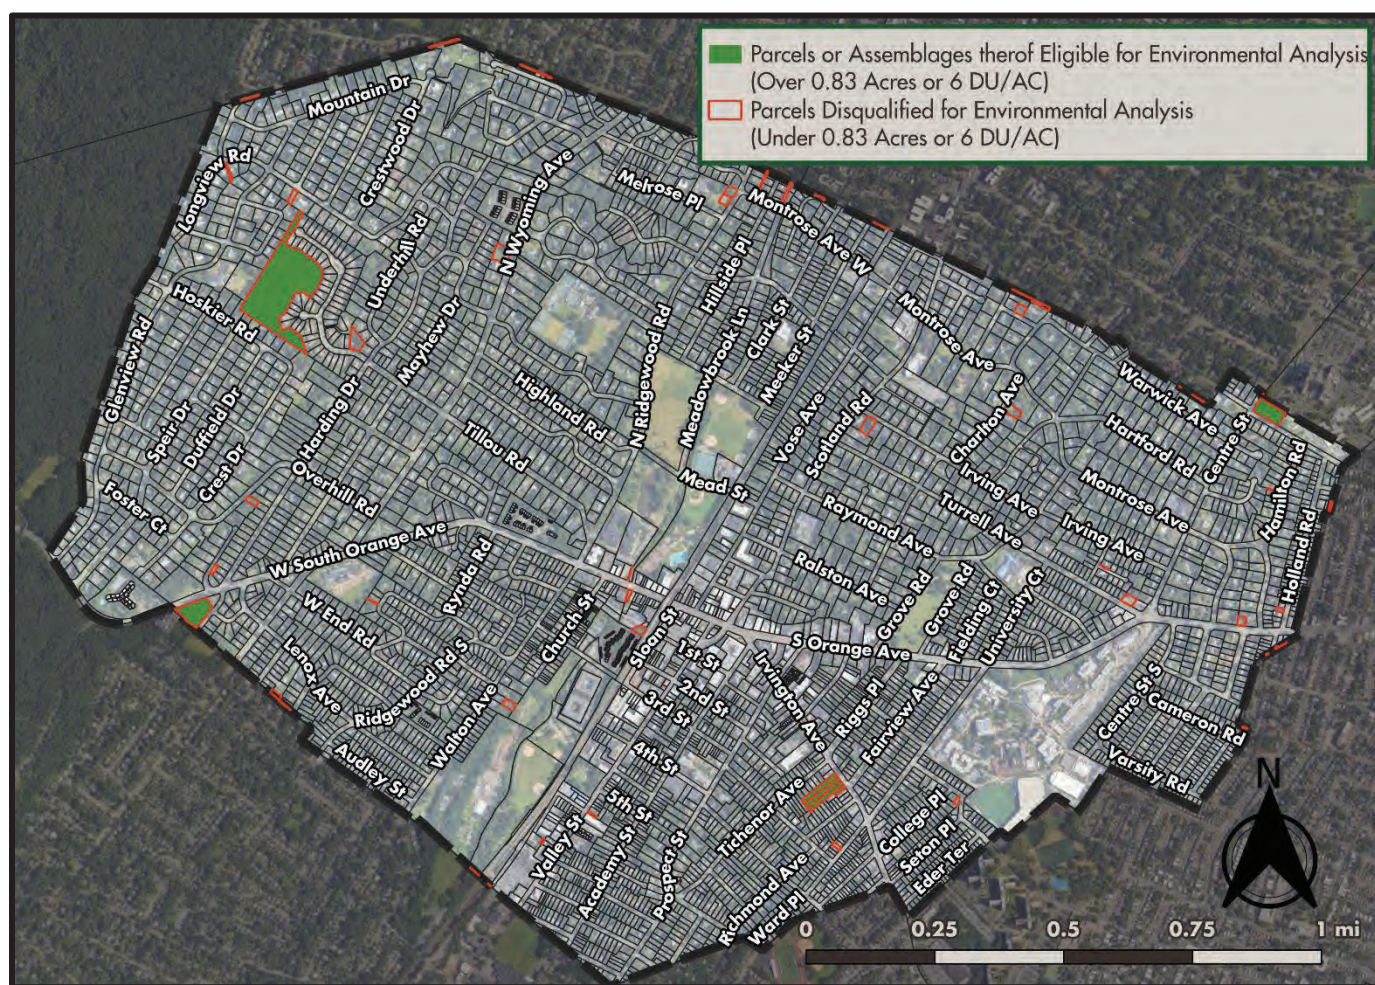 Parcels or Assemblages therof Eligible for Environmental Analysis
(Over 0.83 Acres or 6 DU/AC)
Parcels Disqualified for Environmental Analysis
(Under 0.83 Acres or 6 DU/AC)
Mountain Dr
Crestwood Dr
Longview Rd
N Wyoming Ave
Melrose Pl
Montrose Ave W
Underhill Rd
Hillside Pl
Hoskier Rd
Mayhew Dr
Clark St
Meeker St
Meadowbrook Ln
N Ridgewood Rd
Montrose Ave
Glenview Rd
Speir Dr
Duffield Dr
Crest Dr
Harding Dr
Highland Rd
Vose Ave
Scotland Rd
Charlton Ave
Warwick Ave
Hartford Rd
Centre St
Hamilton Rd
Holland Rd
Tillou Rd
Overhill Rd
Foster Ct
Mead St
Irving Ave
Montrose Ave
Turrell Ave
Irving Ave
Raymond Ave
W South Orange Ave
Ralston Ave
Grove Rd
Grove Rd
Fielding Ct
University Ct
Rynda Rd
W End Rd
Church St
Sloan St
1st St
S Orange Ave
Lenox Ave
Ridgewood Rd S
Walton Ave
2nd St
3rd St
Irvington Ave
Riggs Pl
Fairview Ave
Centre St S
Cameron Rd
Varsity Rd
Audley St
4th St
5th St
Tichenor Ave
College Pl
Seton Pl
Eder Ter
Valley St
Academy St
Prospect St
Richmond Ave
Ward Pl
N
0 0.25 0.5 0.75 1 mi